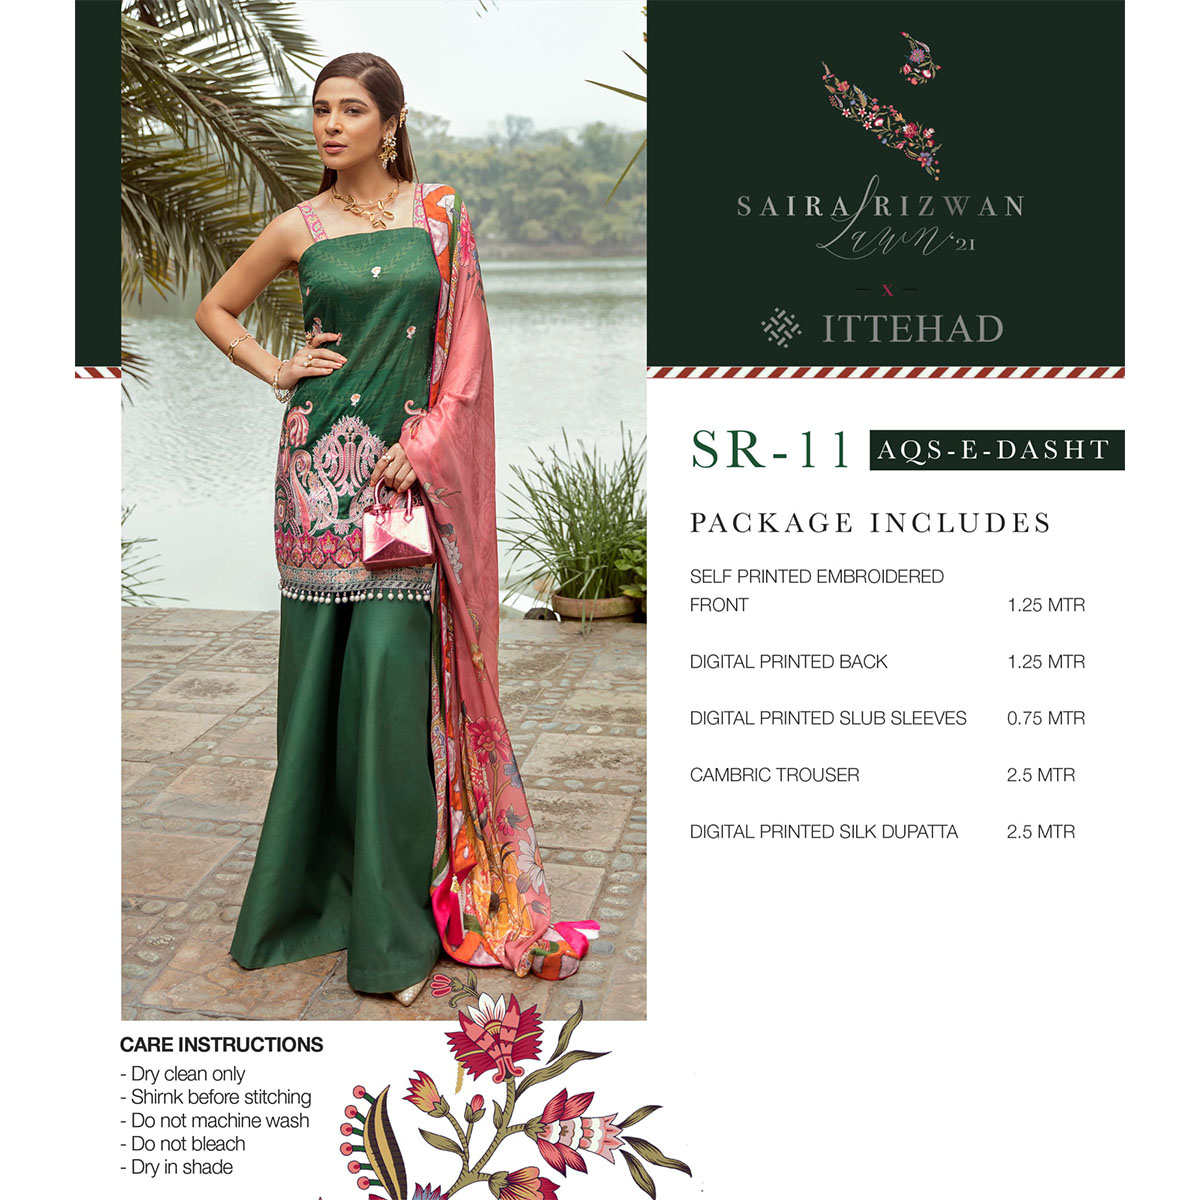 SAIRA RIZWAN
Lawn '21
X
ITTEHAD
SR-11 AQS-E-DASHT
PACKAGE INCLUDES
SELF PRINTED EMBROIDERED
FRONT 1.25 MTR
DIGITAL PRINTED BACK 1.25 MTR
DIGITAL PRINTED SLUB SLEEVES 0.75 MTR
CAMBRIC TROUSER 2.5 MTR
DIGITAL PRINTED SILK DUPATTA 2.5 MTR
CARE INSTRUCTIONS
- Dry clean only
- Shirnk before stitching
- Do not machine wash
- Do not bleach
- Dry in shade